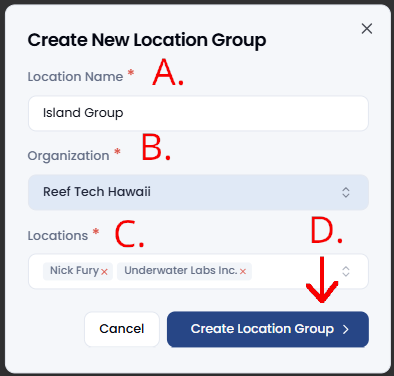 Create New Location Group
Location Name * A.
Island Group
Organization * B.
Reef Tech Hawaii
Locations * C.
D.
Nick Fury × Underwater Labs Inc. ×
Cancel Create Location Group